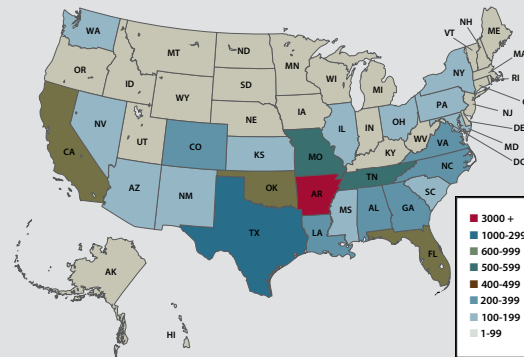 WA
MT
ND
MN
VT
NH
ME
OR
ID
SD
WI
MI
NY
MA
RI
WY
IA
NE
PA
NJ
NV
UT
CO
IL
IN
OH
DE
MD
DC
CA
KS
MO
KY
WV
VA
NC
AZ
NM
OK
AR
TN
SC
TX
LA
MS
AL
GA
FL
AK
HI
3000 +
1000-299
600-999
500-599
400-499
200-399
100-199
1-99